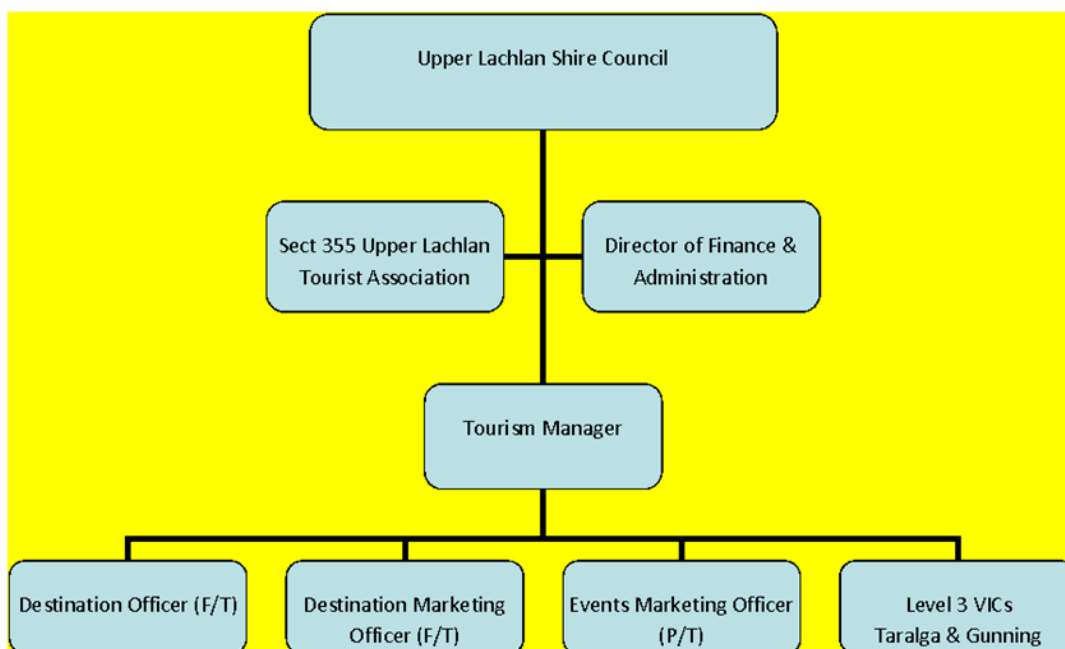 Upper Lachlan Shire Council
Sect 355 Upper Lachlan
Tourist Association
Director of Finance &
Administration
Tourism Manager
Destination Officer (F/T)
Destination Marketing
Officer (F/T)
Events Marketing Officer
(P/T)
Level 3 VICs
Taralga & Gunning